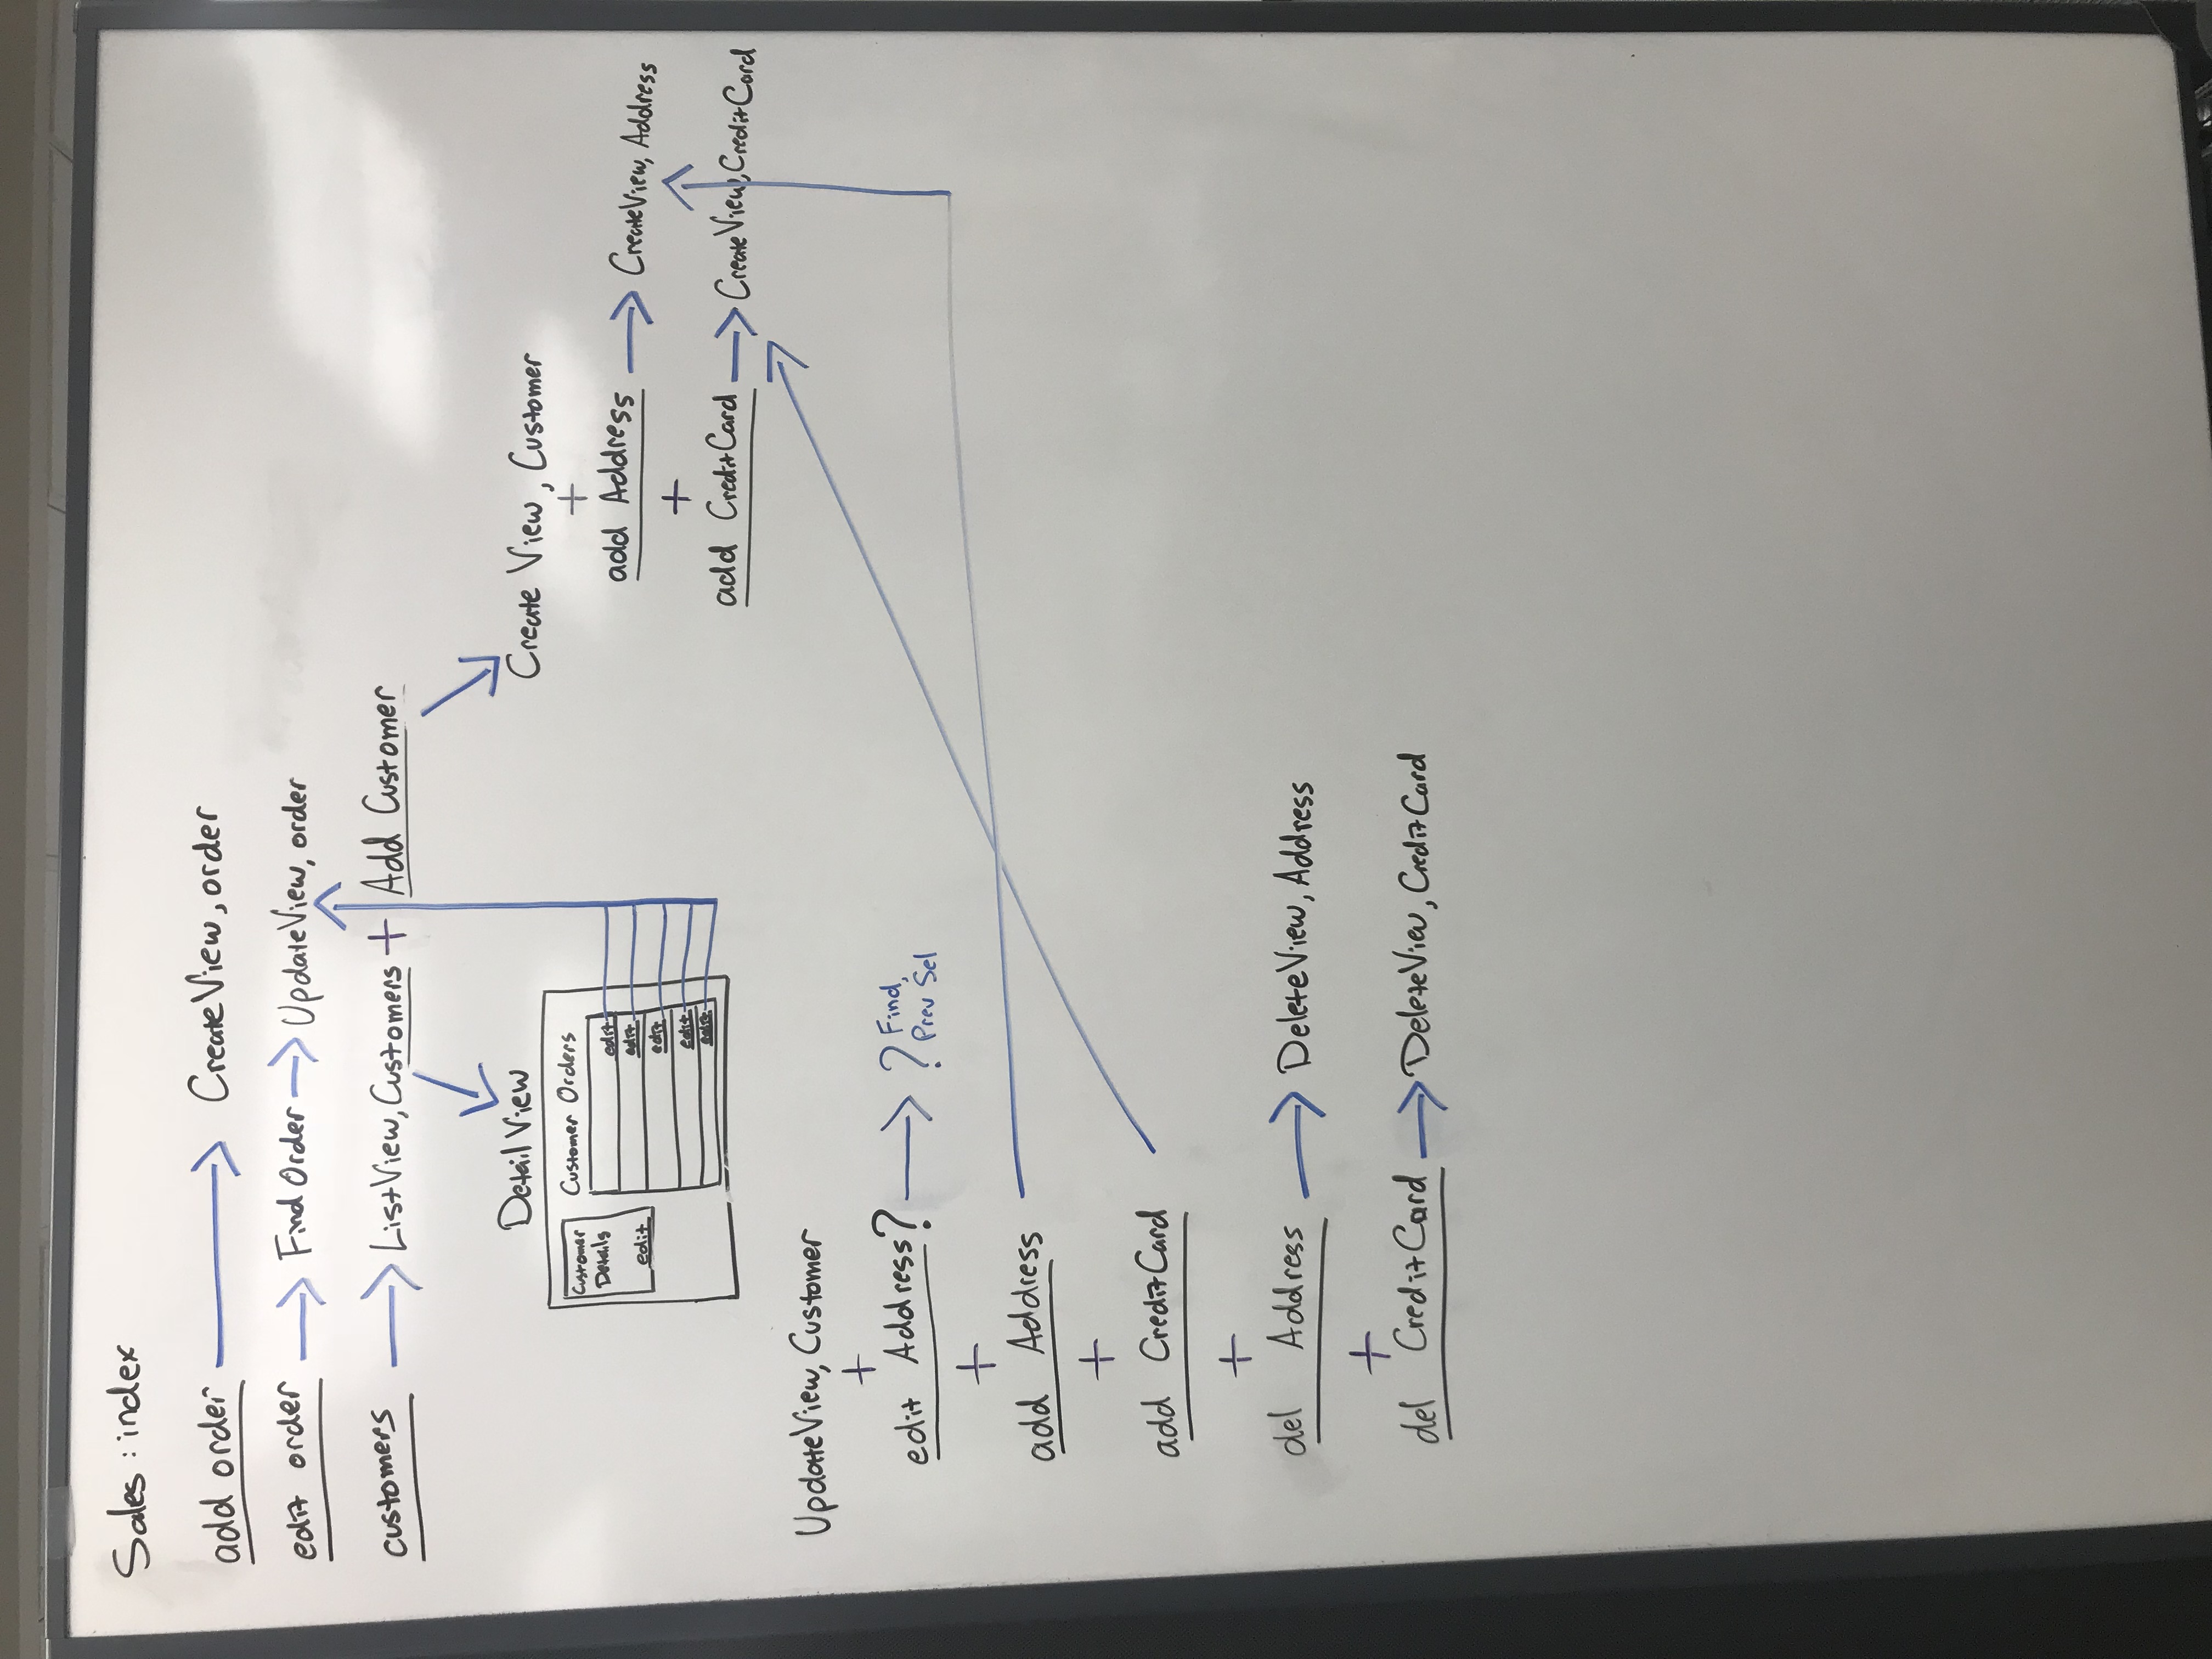 Sales : index
add order → CreateView, order
edit order → Find Order → UpdateView, order
customers → ListView, Customers + Add Customer
DetailView
Create View, Customer
Customer
Details
edit
Customer Orders
edit
edit
edit
edit
edit
+
add Address → CreateView, Address
+
add CreditCard → CreateView, CreditCard
UpdateView, Customer
+
edit Address? → ? Find,
Prev Sel
+
add Address
+
add CreditCard
+
del Address → DeleteView, Address
+
del CreditCard → DeleteView, CreditCard